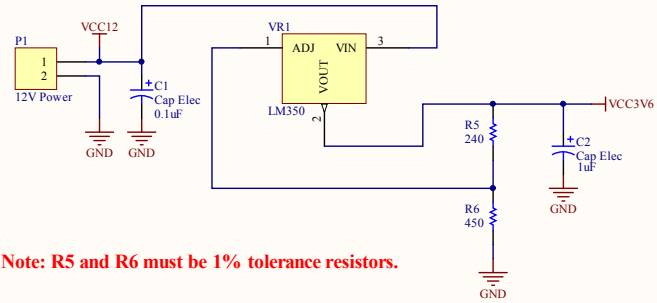 VCC12
P1
1
2
12V Power
C1
Cap Elec
0.1uF
GND
GND
VR1
1
ADJ
VIN
3
VOUT
LM350
2
VCC3V6
R5
240
C2
Cap Elec
1uF
GND
R6
450
GND
Note: R5 and R6 must be 1% tolerance resistors.